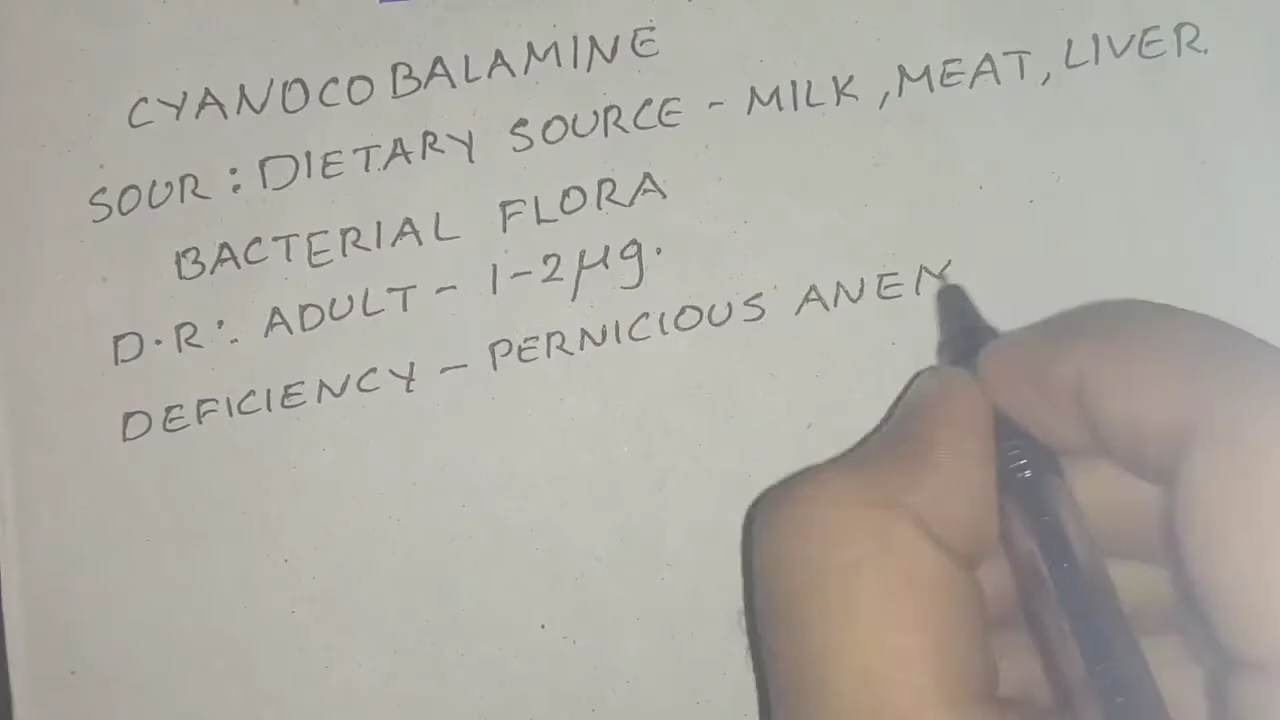 CYANOCOBALAMINE
SOUR : DIETARY SOURCE - MILK, MEAT, LIVER.
BACTERIAL FLORA
D.R : ADULT - 1-2 µg.
DEFICIENCY - PERNICIOUS ANEM